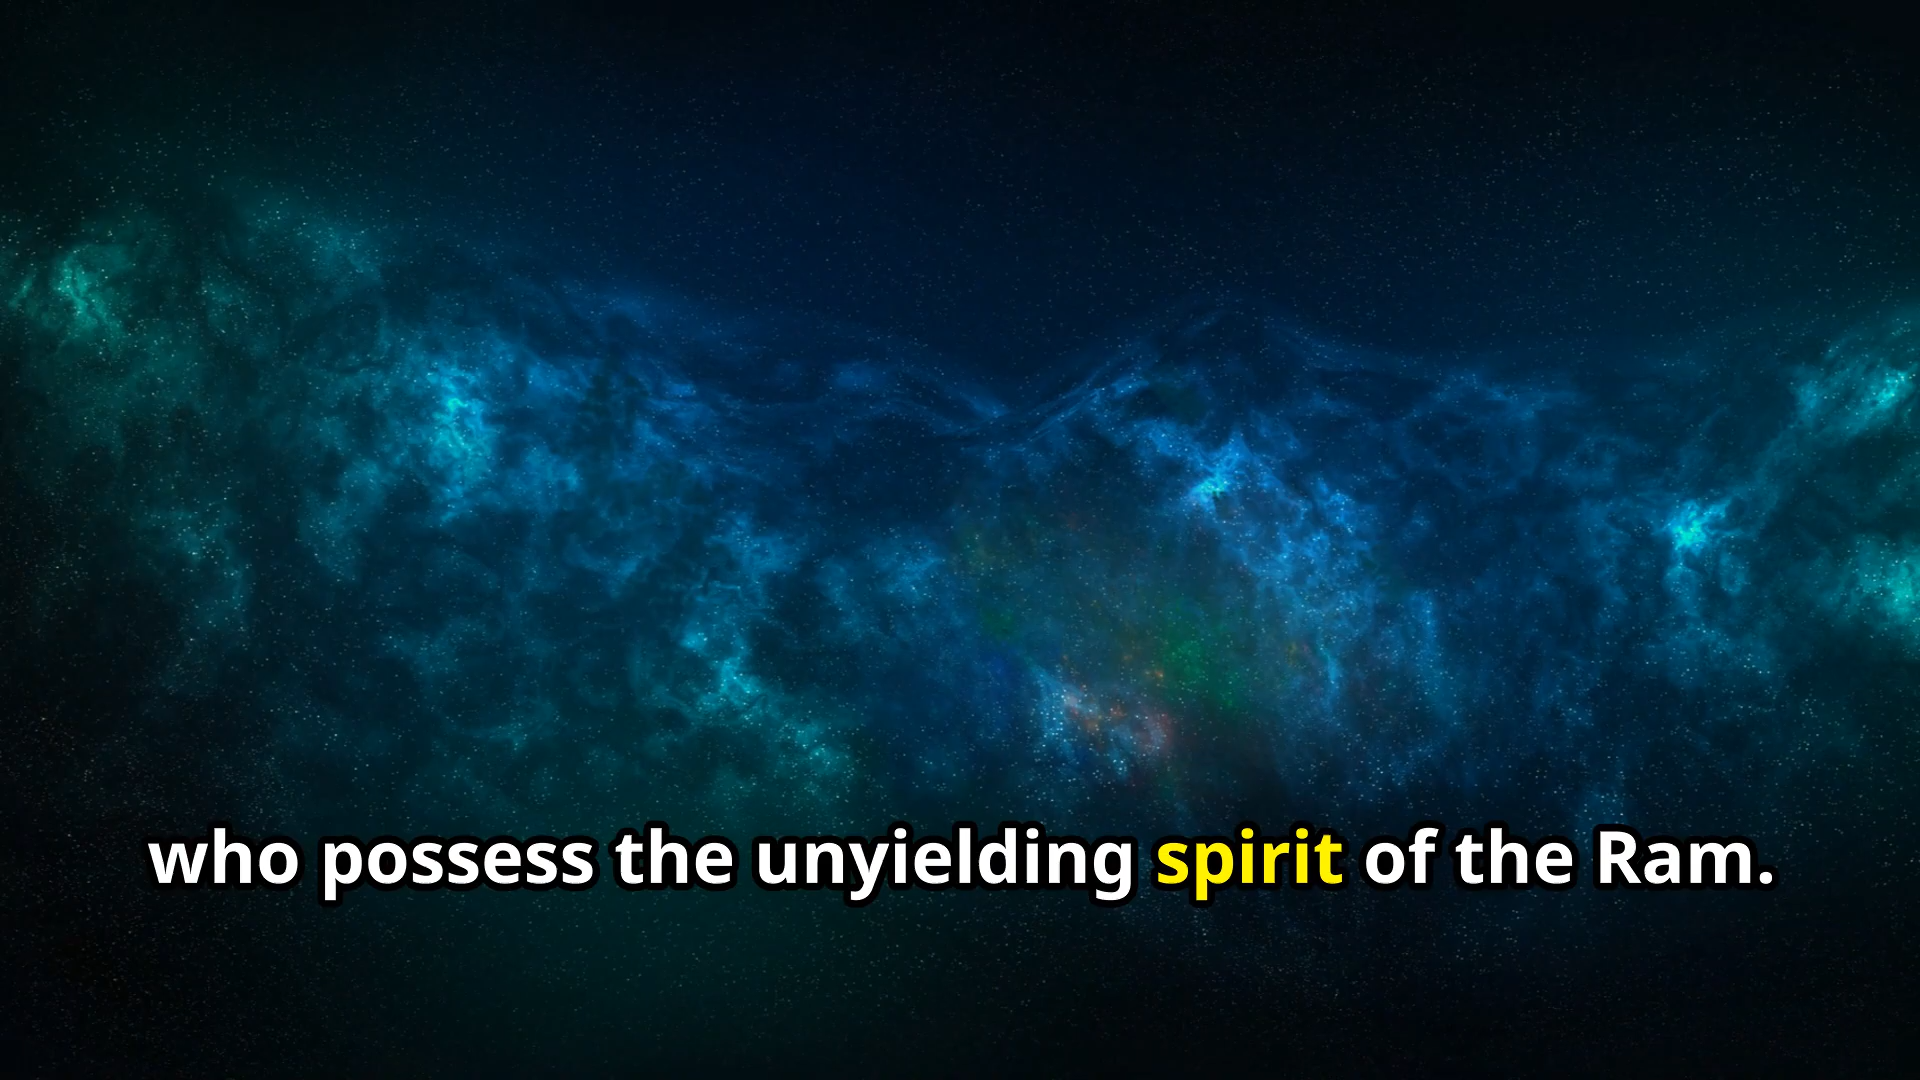 who possess the unyielding spirit of the Ram.